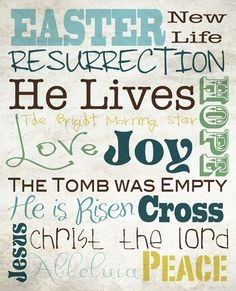 EASTER New Life
RESURRECTION
He Lives
HOPE
The Bright Morning Star
Love Joy
THE TOMB WAS EMPTY
He is Risen Cross
Jesus
Christ the lord
Alleluia PEACE